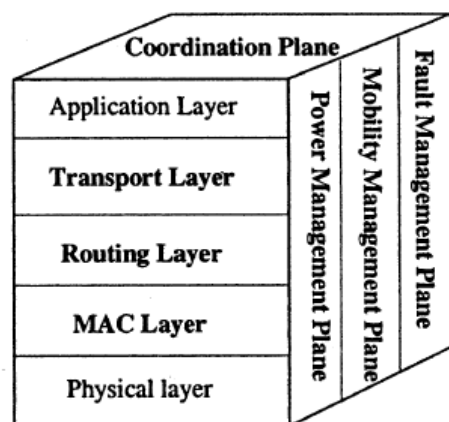 Coordination Plane
Application Layer
Transport Layer
Routing Layer
MAC Layer
Physical layer
Power Management Plane
Mobility Management Plane
Fault Management Plane